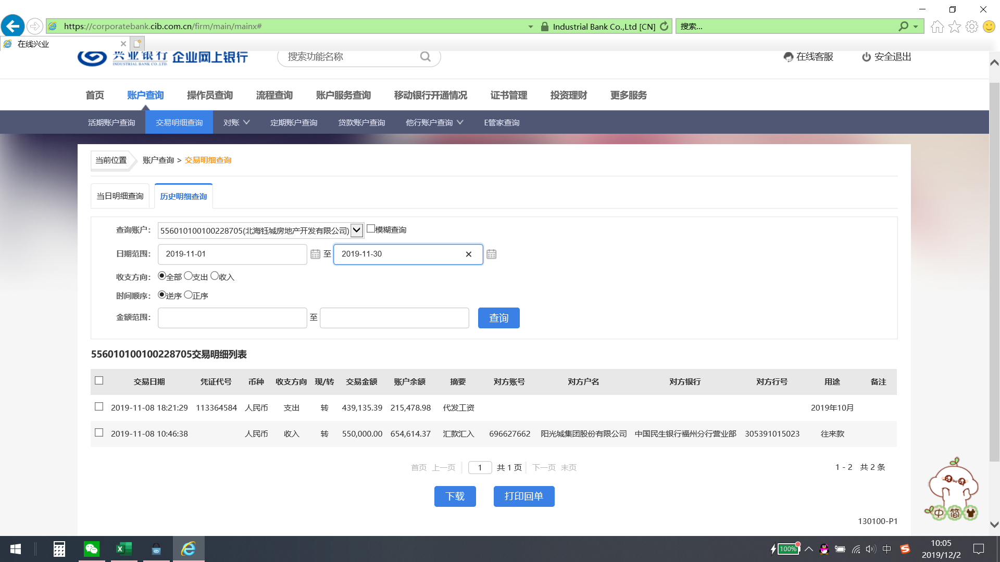 https://corporatebank.cib.com.cn/firm/main/mainx#
Industrial Bank Co.,Ltd [CN]
搜索...
在线兴业
兴业银行 企业网上银行
INDUSTRIAL BANK CO.,LTD.
搜索功能名称
在线客服
安全退出
首页 账户查询 操作员查询 流程查询 账户服务查询 移动银行开通情况 证书管理 投资理财 更多服务
活期账户查询 交易明细查询 对账 定期账户查询 贷款账户查询 他行账户查询 E管家查询
当前位置 账户查询 > 交易明细查询
当日明细查询 历史明细查询
查询账户: 556010100100228705(北海钰城房地产开发有限公司) 模糊查询
日期范围: 2019-11-01 至 2019-11-30
收支方向: 全部 支出 收入
时间顺序: 逆序 正序
金额范围: 至 查询
556010100100228705交易明细列表
交易日期 凭证代号 币种 收支方向 现/转 交易金额 账户余额 摘要 对方账号 对方户名 对方银行 对方行号 用途 备注
2019-11-08 18:21:29 113364584 人民币 支出 转 439,135.39 215,478.98 代发工资 2019年10月
2019-11-08 10:46:38 人民币 收入 转 550,000.00 654,614.37 汇款汇入 696627662 阳光城集团股份有限公司 中国民生银行福州分行营业部 305391015023 往来款
首页 上一页 1 共 1 页 下一页 末页
1 - 2 共 2 条
下载 打印回单
中 简
130100-P1
100%
中
10:05
2019/12/2